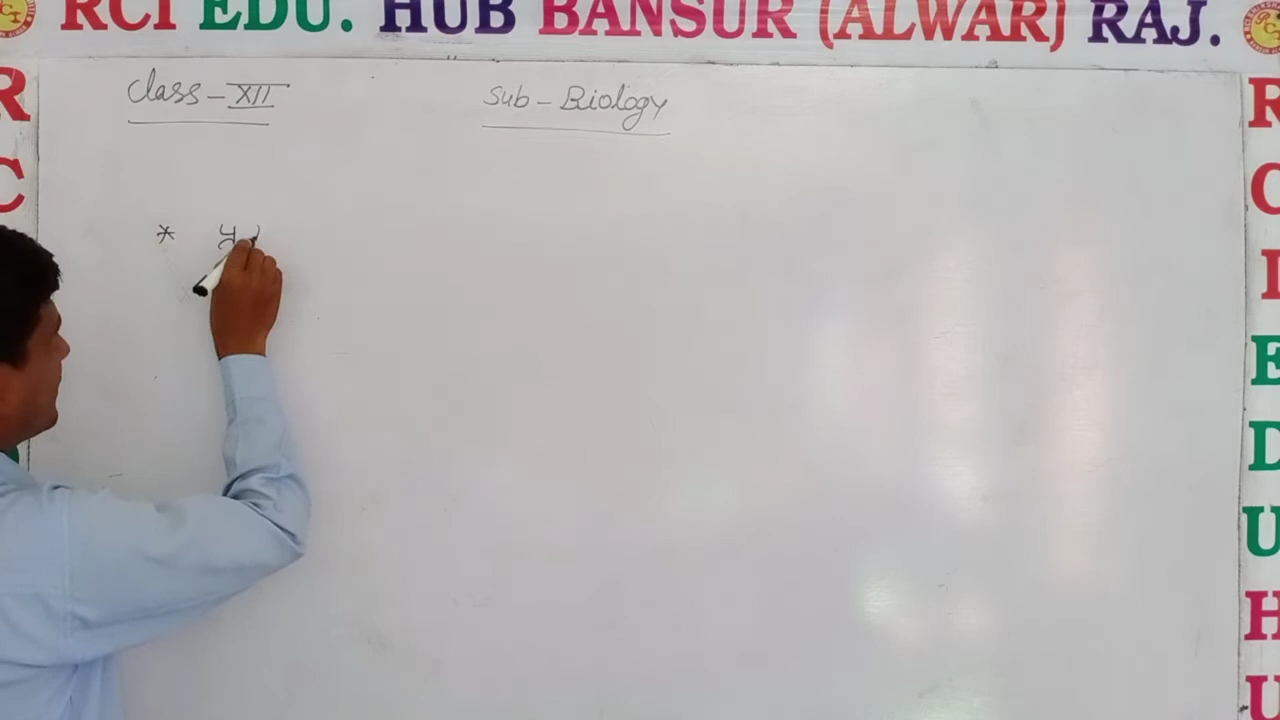 RCI EDU. HUB BANSUR (ALWAR) RAJ.
Class - XII
Sub - Biology
*
R
C
R
C
I
E
D
U
H
U